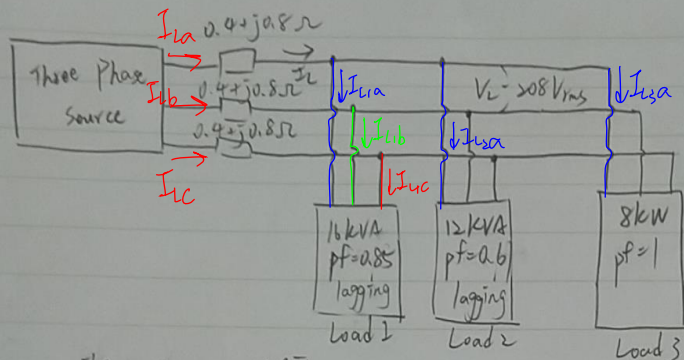 ILa
0.4+j0.8Ω
IL
Three Phase
Source
ILb
0.4+j0.8Ω
0.4+j0.8Ω
ILC
IL1a
IL1b
IL1C
VL=208Vrms
IL2a
IL3a
16kVA
pf=0.85
lagging
Load 1
12kVA
pf=0.6
lagging
Load 2
8kW
pf=1
Load 3